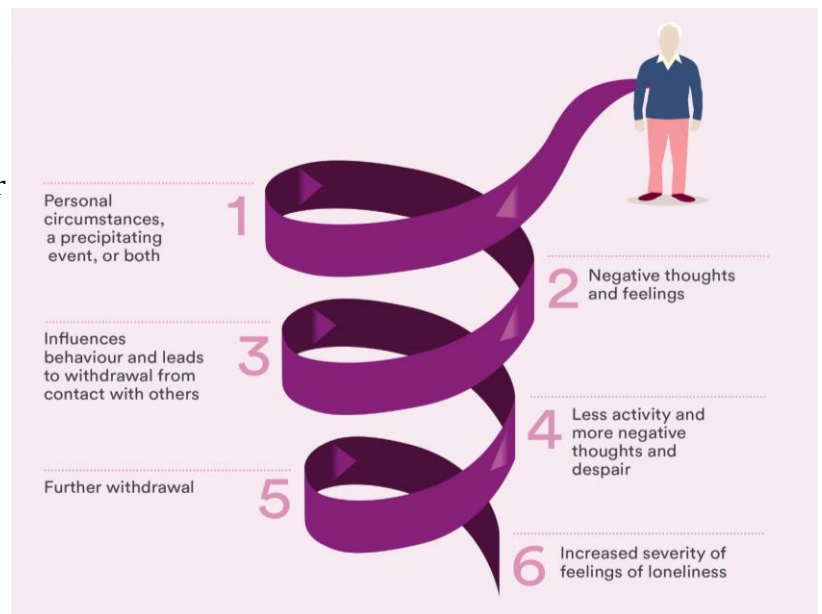 r
1
Personal
circumstances,
a precipitating
event, or both
2
Negative thoughts
and feelings
3
Influences
behaviour and leads
to withdrawal from
contact with others
4
Less activity and
more negative
thoughts and
despair
5
Further withdrawal
6
Increased severity of
feelings of loneliness